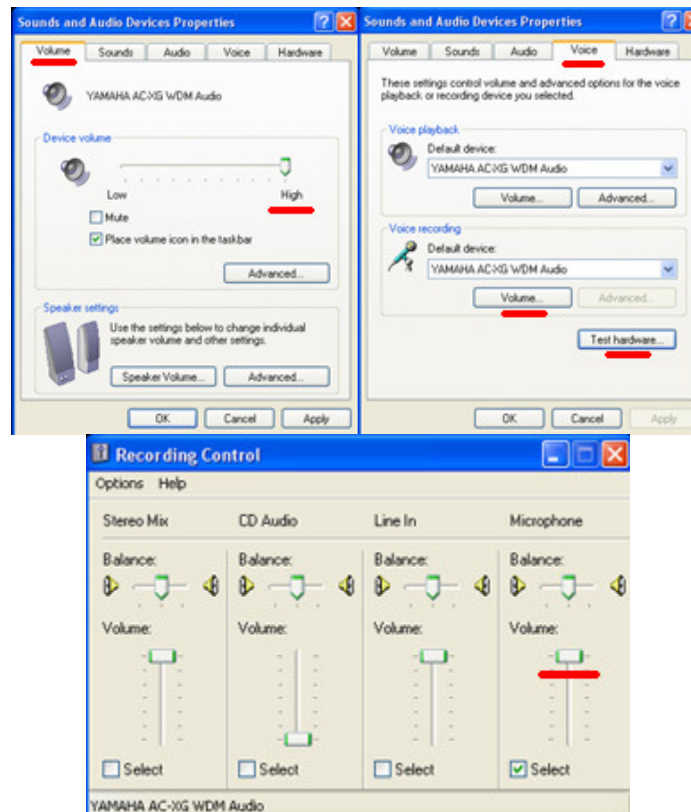 Sounds and Audio Devices Properties
Volume Sounds Audio Voice Hardware
YAMAHA AC-XG WDM Audio
Device volume
Low High
Mute
Place volume icon in the taskbar
Advanced...
Speaker settings
Use the settings below to change individual
speaker volume and other settings.
Speaker Volume... Advanced...
OK Cancel Apply
Sounds and Audio Devices Properties
Volume Sounds Audio Voice Hardware
These settings control volume and advanced options for the voice
playback or recording device you selected.
Voice playback
Default device:
YAMAHA AC-XG WDM Audio
Volume... Advanced...
Voice recording
Default device:
YAMAHA AC-XG WDM Audio
Volume... Advanced...
Test hardware...
OK Cancel Apply
Recording Control
Options Help
Stereo Mix CD Audio Line In Microphone
Balance: Balance: Balance: Balance:
Volume: Volume: Volume: Volume:
Select Select Select Select
YAMAHA AC-XG WDM Audio